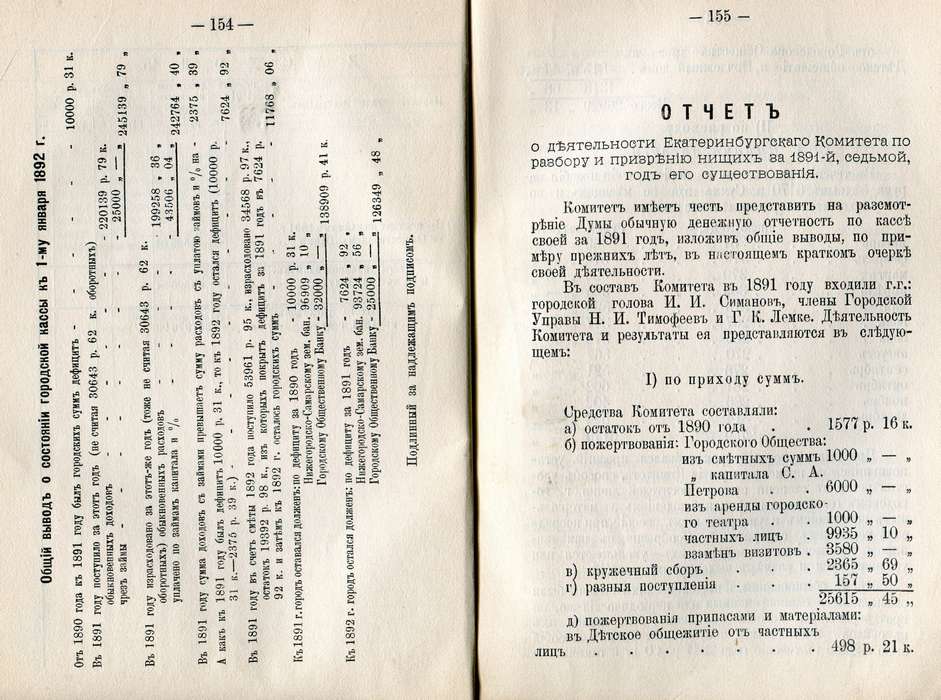 — 154 —
Общій выводъ о состояніи городской кассы къ 1-му января 1892 г.
Отъ 1890 года къ 1891 году былъ городскихъ суммъ дефицитъ - 10000 р. 31 к.
Въ 1891 году поступило за этотъ годъ (не считая 30643 р. 62 к. оборотныхъ)
обыкновенныхъ доходовъ - 220139 р. 79 к.
чрезъ займы - 25000 „ — „ 245139 „ 79 „
Въ 1891 году израсходовано за этотъ-же годъ (тоже не считая 30643 р. 62 к.
оборотныхъ) обыкновенныхъ расходовъ - 199258 „ 36 „
уплачено по займамъ капитала и % - 43506 „ 04 „ 242764 „ 40 „
Въ 1891 году сумма доходовъ съ займами превышаетъ сумму расходовъ съ уплатою займовъ и % на - 2375 „ 39 „
А какъ къ 1891 году былъ дефицитъ 10000 р. 31 к., то къ 1892 году остался дефицитъ (10000 р.
31 к.—2375 р. 39 к.) - 7624 „ 92 „
Въ 1891 году въ счетъ смѣты 1892 года поступило 53961 р. 95 к., израсходовано 34568 р. 97 к.,
остатокъ 19392 р. 98 к., изъ которыхъ покрытъ дефицитъ за 1891 годъ въ 7624 р.
92 к. и затѣмъ къ 1892 г. осталось городскихъ суммъ - 11768 „ 06 „
Къ 1891 г. городъ оставался долженъ: по дефициту за 1890 годъ - 10000 р. 31 к.
Нижегородско-Самарскому зем. бан. 96909 „ 10 „
Городскому Общественному Банку - 32000 „ — „ 138909 р. 41 к.
Къ 1892 г. городъ остался долженъ: по дефициту за 1891 годъ - 7624 „ 92 „
Нижегородско-Самарскому зем. бан. 93724 „ 56 „
Городскому Общественному Банку - 25000 „ — „ 126349 „ 48 „
Подлинный за надлежащимъ подписомъ.
— 155 —
ОТЧЕТЪ
о дѣятельности Екатеринбургскаго Комитета по
разбору и призрѣнію нищихъ за 1891-й, седьмой,
годъ его существованія.
Комитетъ имѣетъ честь представить на разсмот-
рѣніе Думы обычную денежную отчетность по кассѣ
своей за 1891 годъ, изложивъ общіе выводы, по при-
мѣру прежнихъ лѣтъ, въ настоящемъ краткомъ очеркѣ
своей дѣятельности.
Въ составъ Комитета въ 1891 году входили г.г.:
городской голова И. И. Симановъ, члены Городской
Управы Н. И. Тимофеевъ и Г. К. Лемке. Дѣятельность
Комитета и результаты ея представляются въ слѣдую-
щемъ:
I) по приходу суммъ.
Средства Комитета составляли:
а) остатокъ отъ 1890 года . . 1577 р. 16 к.
б) пожертвованія: Городского Общества:
изъ смѣтныхъ суммъ 1000 „ — „
„ капитала С. А.
Петрова . . 6000 „ — „
изъ аренды городско-
го театра . . 1000 „ — „
частныхъ лицъ . 9935 „ 10 „
взамѣнъ визитовъ . 3580 „ — „
в) кружечный сборъ . . . 2365 „ 69 „
г) разныя поступленія . . 157 „ 50 „
25615 „ 45 „
д) пожертвованія припасами и матеріалами:
въ Дѣтское общежитіе отъ частныхъ
лицъ . . . . . . . 498 р. 21 к.